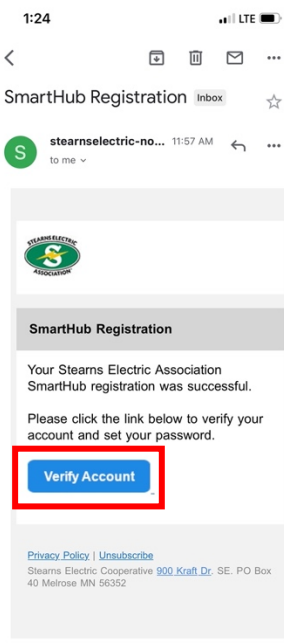 1:24 LTE
SmartHub Registration Inbox
S stearnselectric-no... 11:57 AM
to me
STEARNS ELECTRIC
S
ASSOCIATION
SmartHub Registration
Your Stearns Electric Association
SmartHub registration was successful.
Please click the link below to verify your
account and set your password.
Verify Account
Privacy Policy | Unsubscribe
Stearns Electric Cooperative 900 Kraft Dr. SE. PO Box
40 Melrose MN 56352